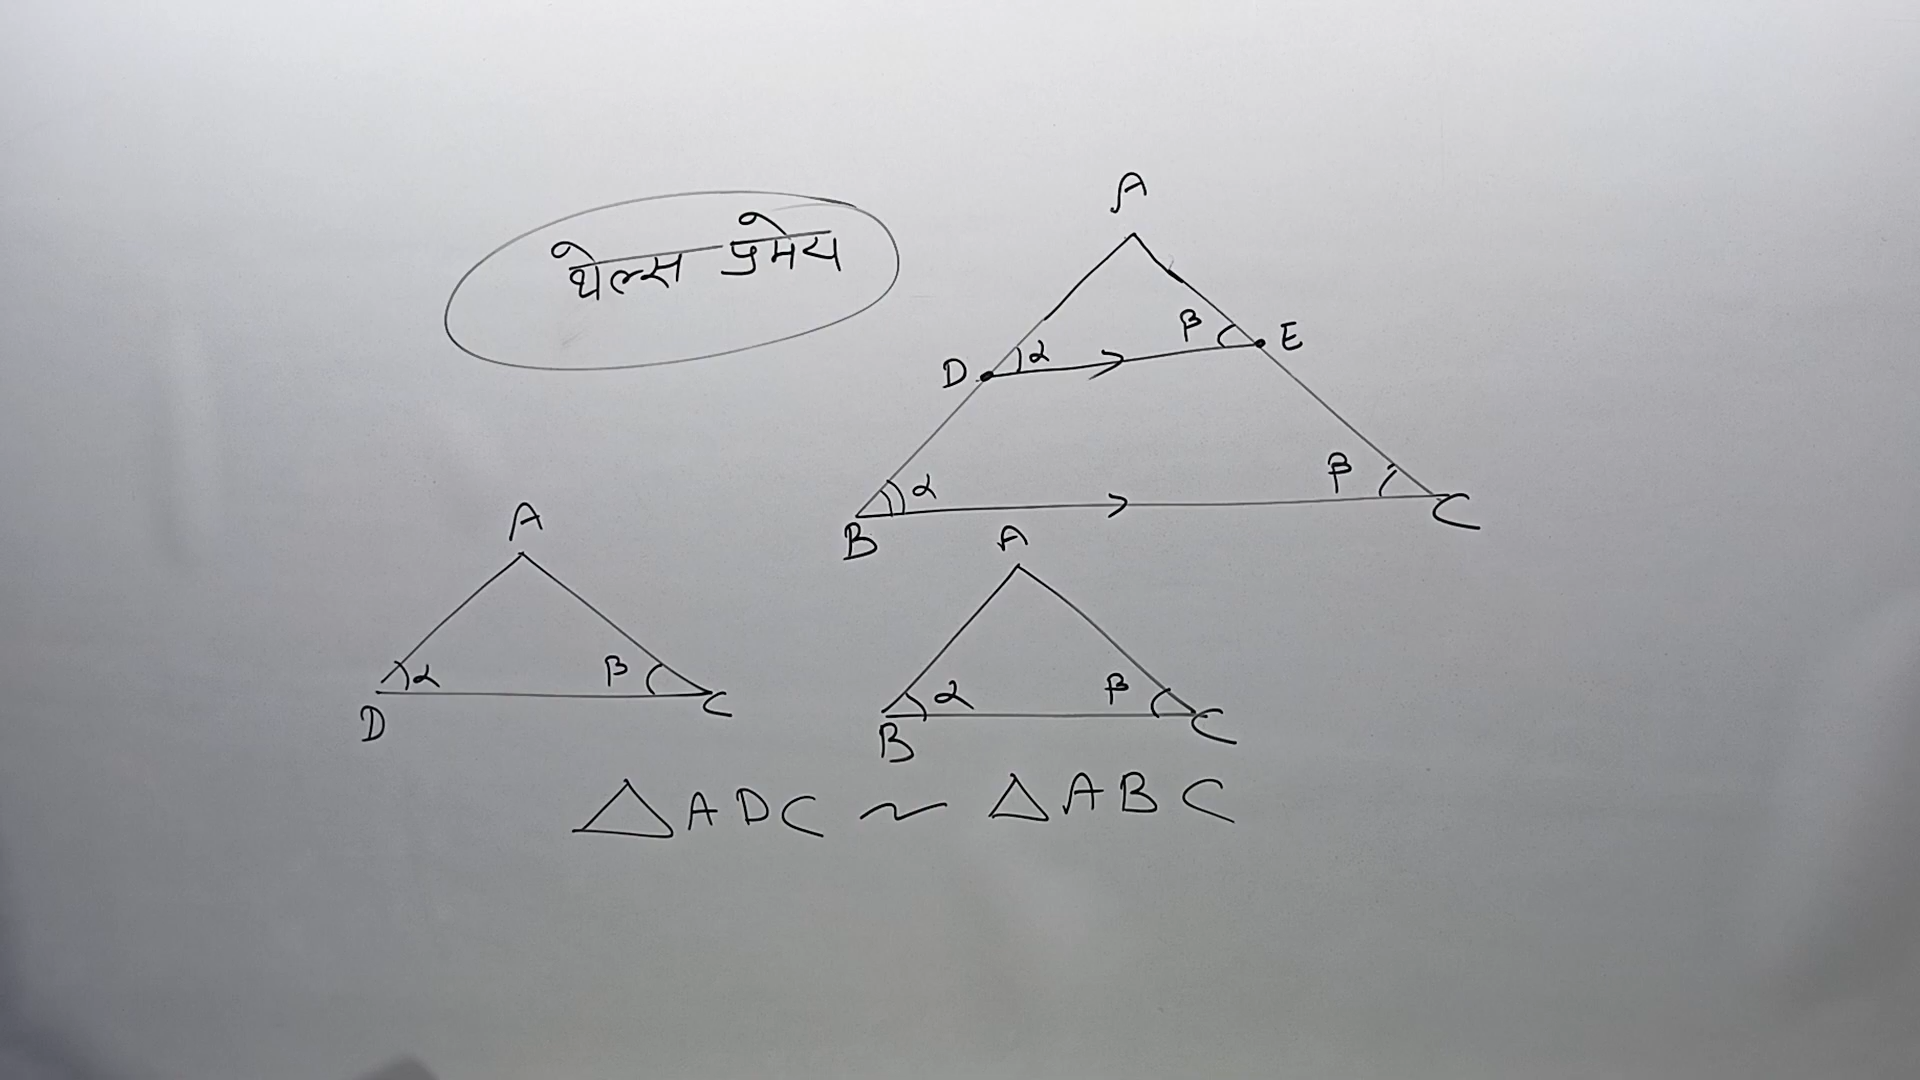 थेल्स प्रमेय
A
D α β E
B α β C
A
D α β C
A
B α β C
△ADC ~ △ABC